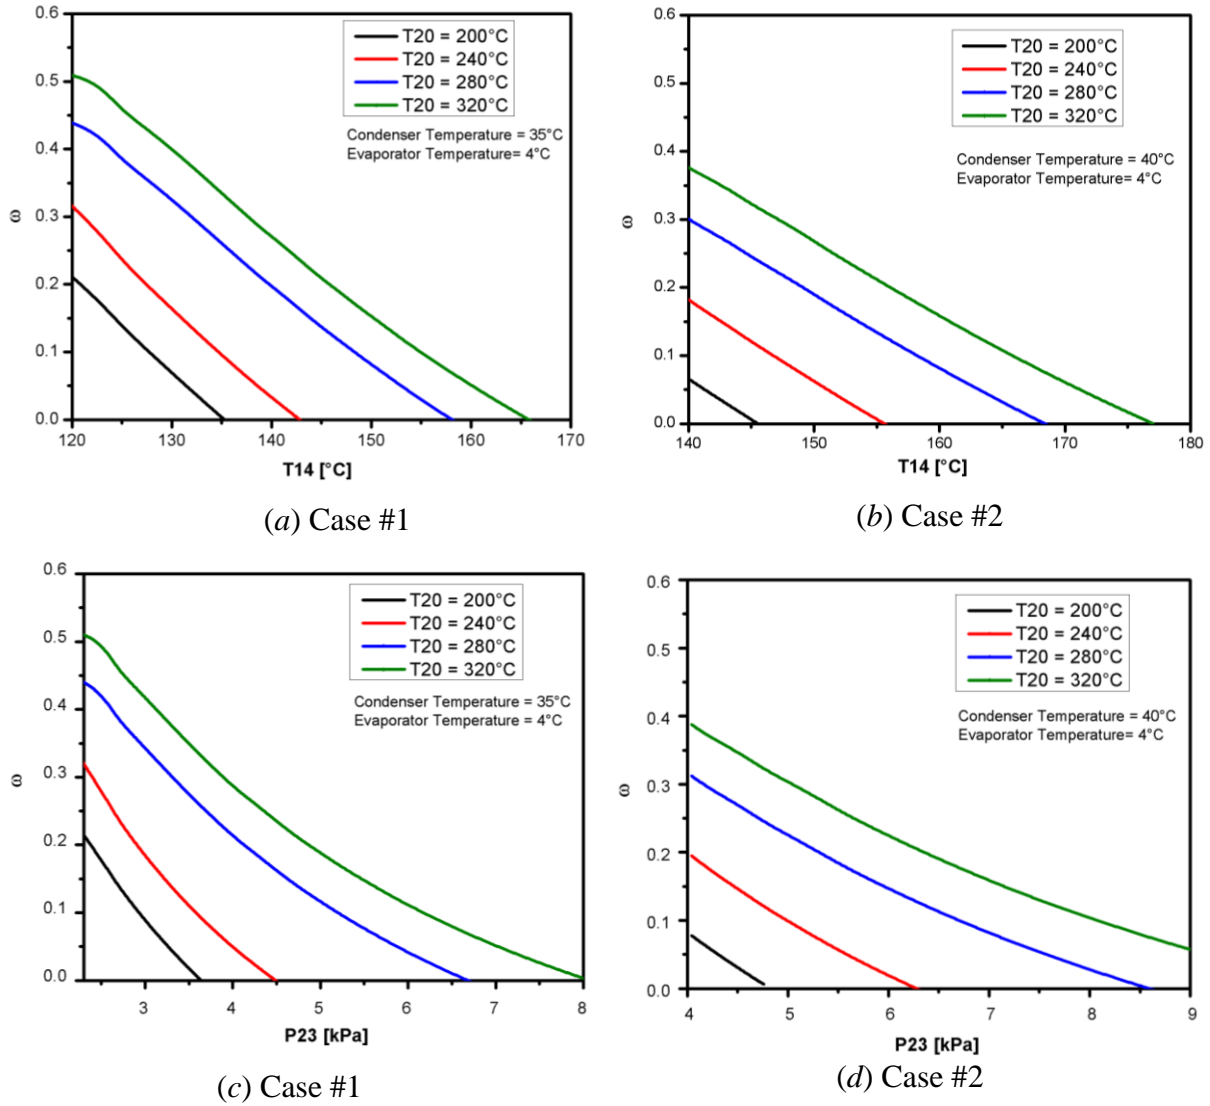 0.6
0.5
0.4
0.3
0.2
0.1
0.0
ω
T20 = 200°C
T20 = 240°C
T20 = 280°C
T20 = 320°C
Condenser Temperature = 35°C
Evaporator Temperature= 4°C
120 130 140 150 160 170
T14 [°C]
(a) Case #1
0.6
0.5
0.4
0.3
0.2
0.1
0.0
ω
T20 = 200°C
T20 = 240°C
T20 = 280°C
T20 = 320°C
Condenser Temperature = 40°C
Evaporator Temperature= 4°C
140 150 160 170 180
T14 [°C]
(b) Case #2
0.6
0.5
0.4
0.3
0.2
0.1
0.0
ω
T20 = 200°C
T20 = 240°C
T20 = 280°C
T20 = 320°C
Condenser Temperature = 35°C
Evaporator Temperature= 4°C
3 4 5 6 7 8
P23 [kPa]
(c) Case #1
0.6
0.5
0.4
0.3
0.2
0.1
0.0
ω
T20 = 200°C
T20 = 240°C
T20 = 280°C
T20 = 320°C
Condenser Temperature = 40°C
Evaporator Temperature= 4°C
4 5 6 7 8 9
P23 [kPa]
(d) Case #2